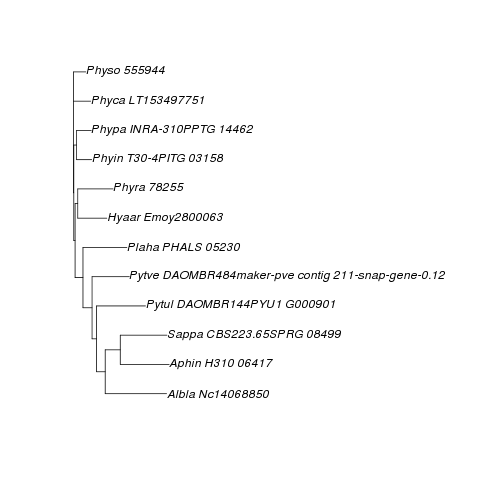 Physo 555944
Phyca LT153497751
Phypa INRA-310PPTG 14462
Phyin T30-4PITG 03158
Phyra 78255
Hyaar Emoy2800063
Plaha PHALS 05230
Pytve DAOMBR484maker-pve contig 211-snap-gene-0.12
Pytul DAOMBR144PYU1 G000901
Sappa CBS223.65SPRG 08499
Aphin H310 06417
Albla Nc14068850